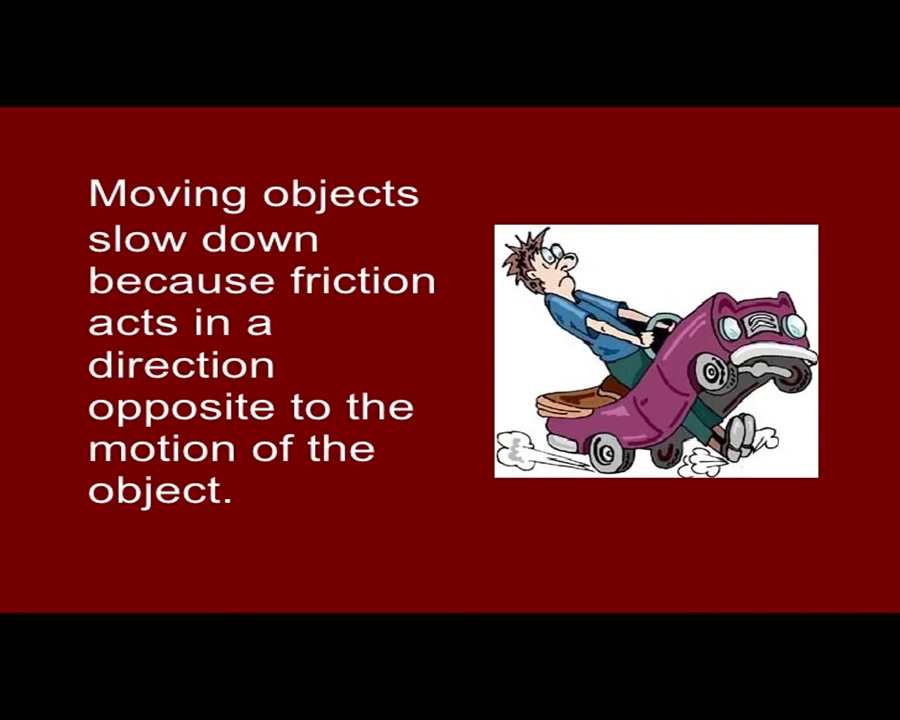 Moving objects
slow down
because friction
acts in a
direction
opposite to the
motion of the
object.